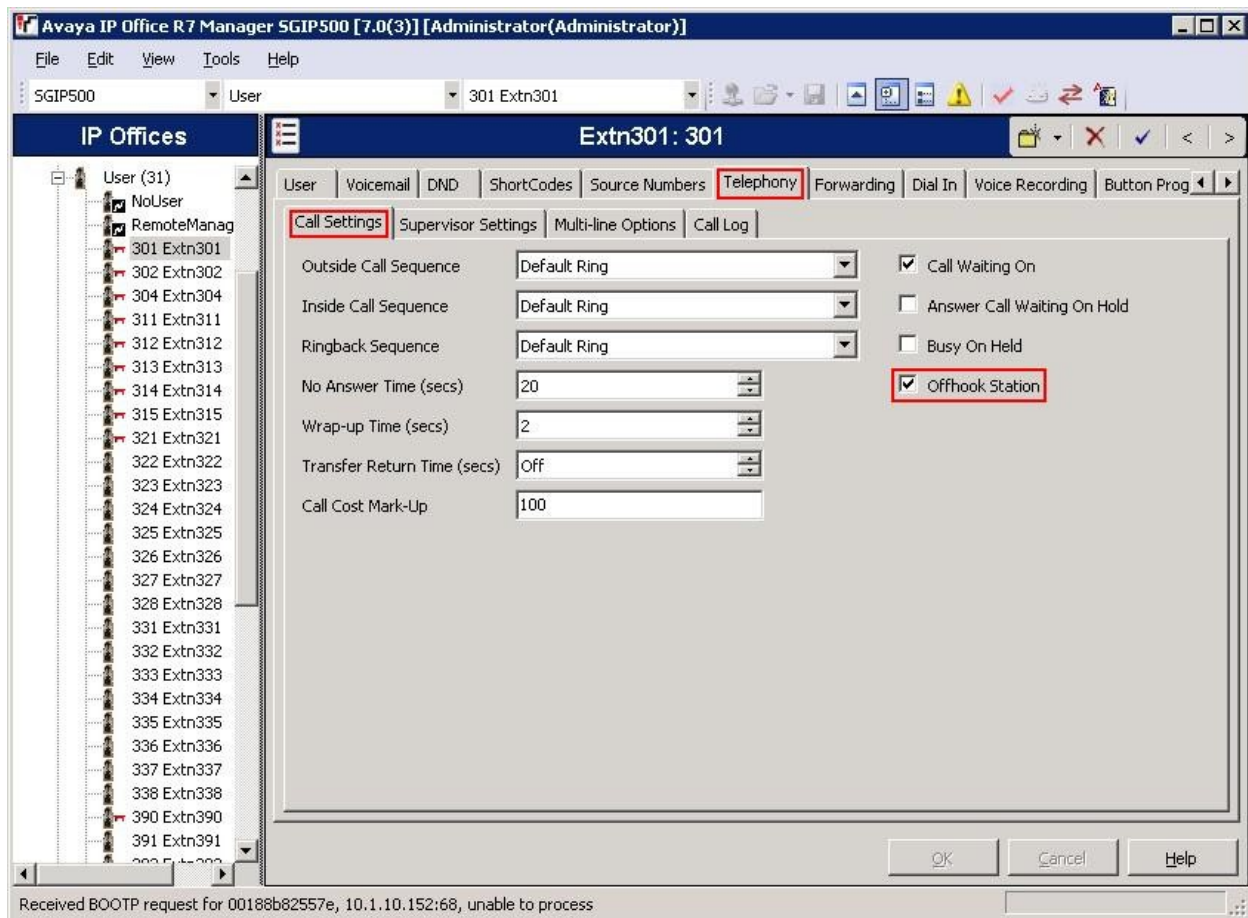 Avaya IP Office R7 Manager SGIP500 [7.0(3)] [Administrator(Administrator)]
File Edit View Tools Help
SGIP500 User 301 Extn301
IP Offices
Extn301: 301
User (31)
NoUser
RemoteManag
301 Extn301
302 Extn302
304 Extn304
311 Extn311
312 Extn312
313 Extn313
314 Extn314
315 Extn315
321 Extn321
322 Extn322
323 Extn323
324 Extn324
325 Extn325
326 Extn326
327 Extn327
328 Extn328
331 Extn331
332 Extn332
333 Extn333
334 Extn334
335 Extn335
336 Extn336
337 Extn337
338 Extn338
390 Extn390
391 Extn391
User Voicemail DND ShortCodes Source Numbers Telephony Forwarding Dial In Voice Recording Button Prog
Call Settings Supervisor Settings Multi-line Options Call Log
Outside Call Sequence Default Ring
Inside Call Sequence Default Ring
Ringback Sequence Default Ring
No Answer Time (secs) 20
Wrap-up Time (secs) 2
Transfer Return Time (secs) Off
Call Cost Mark-Up 100
Call Waiting On
Answer Call Waiting On Hold
Busy On Held
Offhook Station
OK Cancel Help
Received BOOTP request for 00188b82557e, 10.1.10.152:68, unable to process